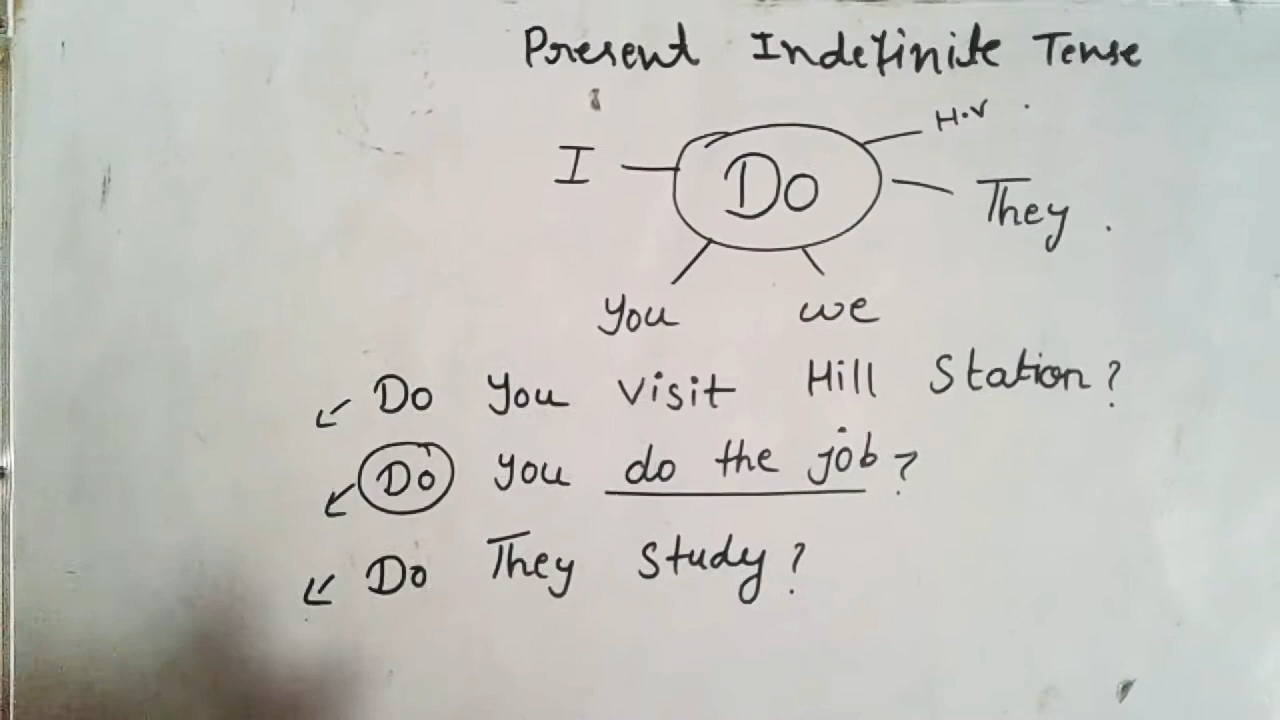 Present Indefinite Tense
H.V
I Do They
You we
Do you visit Hill Station?
Do you do the job?
Do They study?